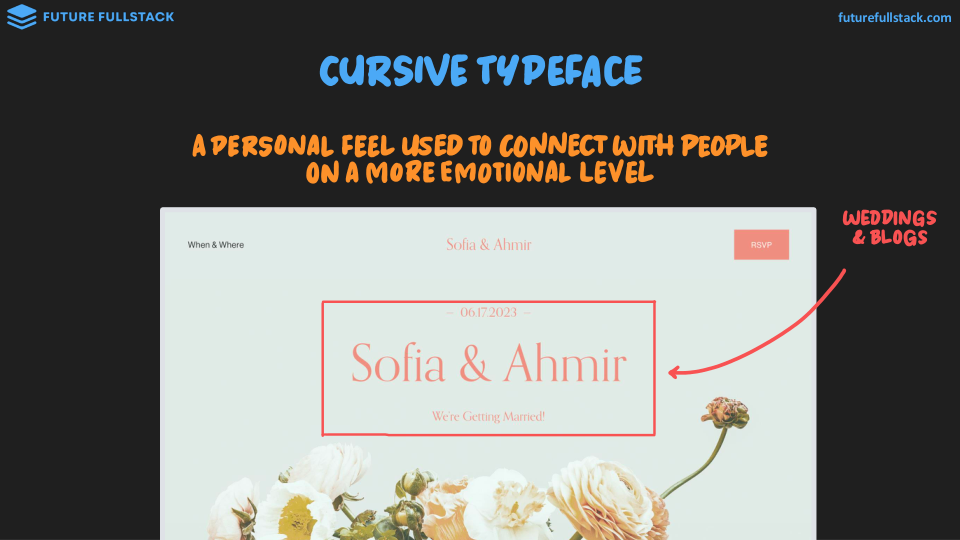 FUTURE FULLSTACK
futurefullstack.com
CURSIVE TYPEFACE
A PERSONAL FEEL USED TO CONNECT WITH PEOPLE
ON A MORE EMOTIONAL LEVEL
WEDDINGS
& BLOGS
When & Where
Sofia & Ahmir
RSVP
– 06.17.2023 –
Sofia & Ahmir
We're Getting Married!